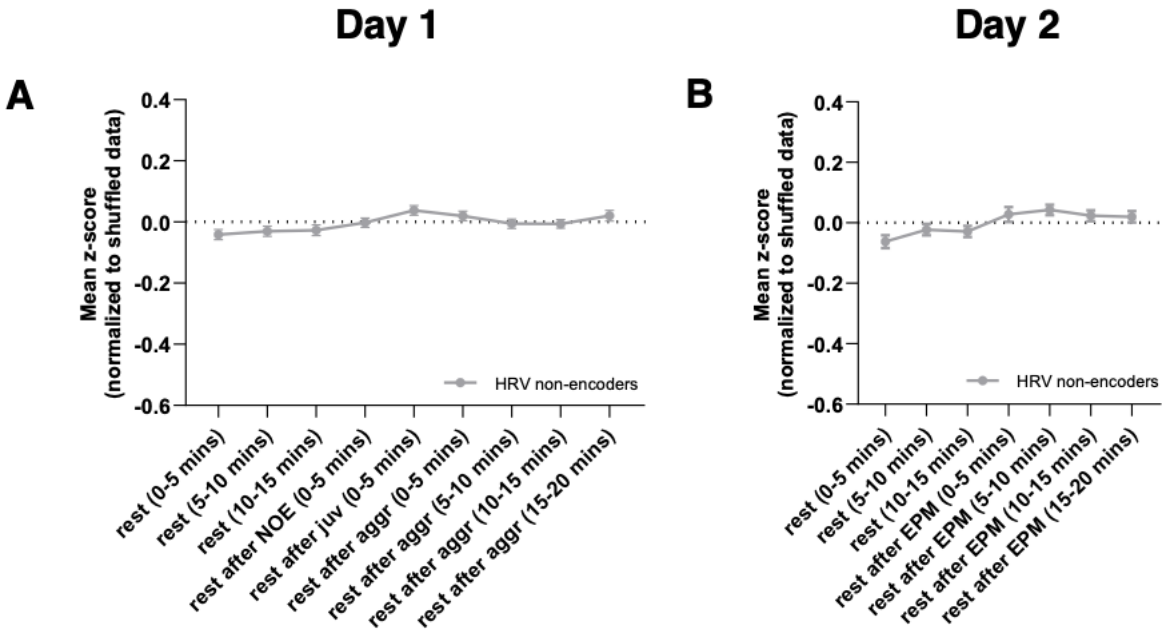 Day 1
Day 2
A
B
Mean z-score
(normalized to shuffled data)
0.4
0.2
0.0
-0.2
-0.4
-0.6
HRV non-encoders
rest (0-5 mins)
rest (5-10 mins)
rest (10-15 mins)
rest after NOE (0-5 mins)
rest after juv (0-5 mins)
rest after aggr (0-5 mins)
rest after aggr (5-10 mins)
rest after aggr (10-15 mins)
rest after aggr (15-20 mins)
Mean z-score
(normalized to shuffled data)
0.4
0.2
0.0
-0.2
-0.4
-0.6
HRV non-encoders
rest (0-5 mins)
rest (5-10 mins)
rest (10-15 mins)
rest after EPM (0-5 mins)
rest after EPM (5-10 mins)
rest after EPM (10-15 mins)
rest after EPM (15-20 mins)